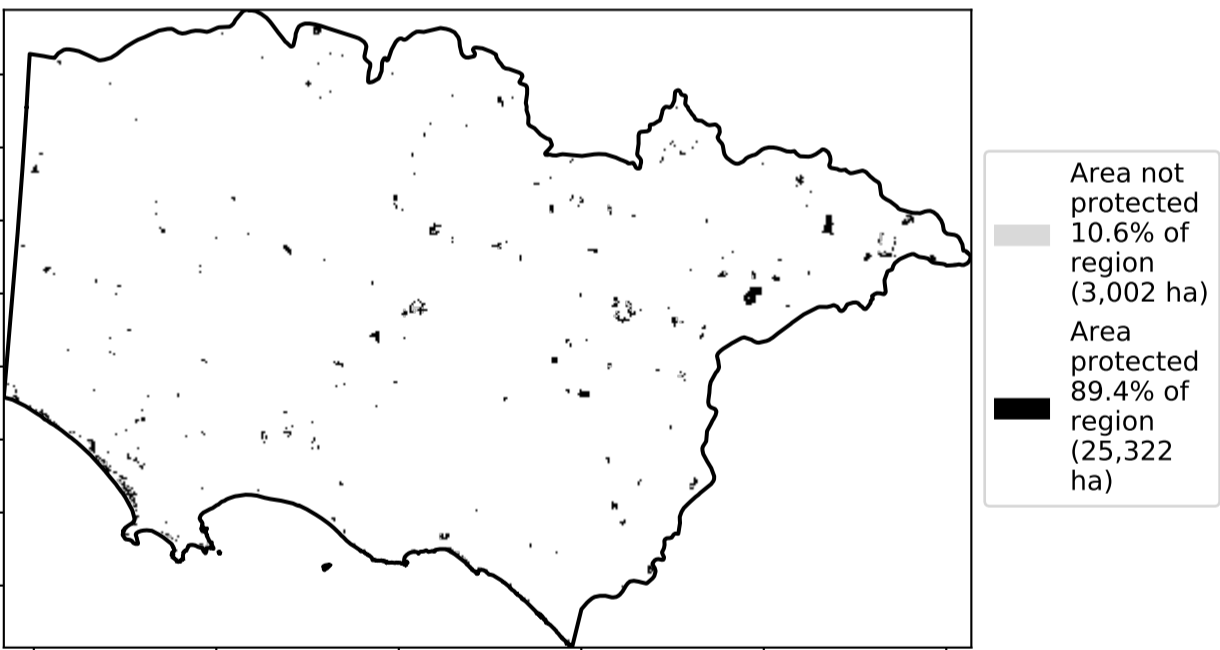 Area not
protected
10.6% of
region
(3,002 ha)
Area
protected
89.4% of
region
(25,322
ha)